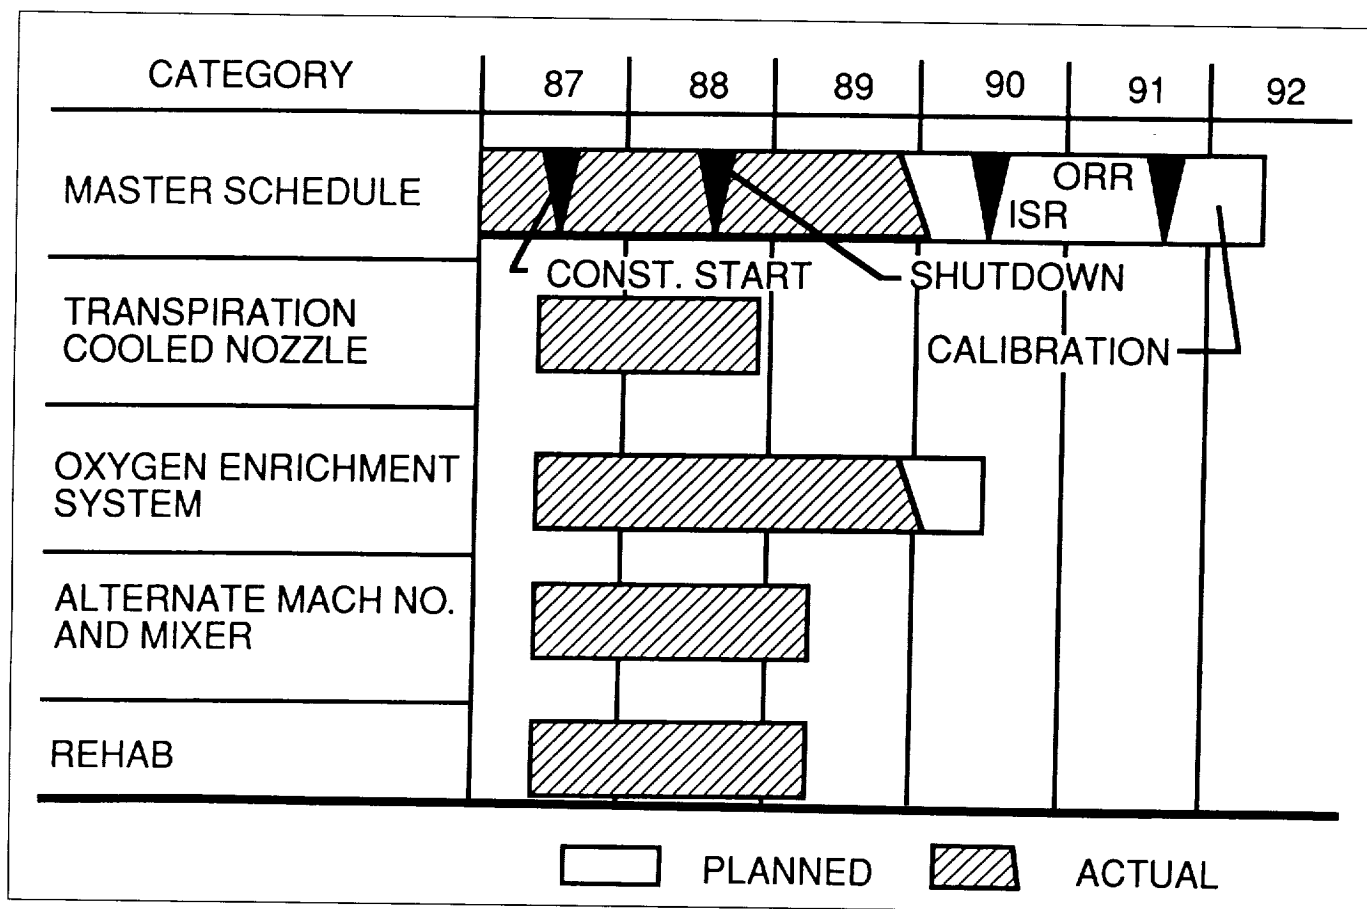 CATEGORY 87 88 89 90 91 92
MASTER SCHEDULE
ORR
ISR
CONST. START
SHUTDOWN
TRANSPIRATION
COOLED NOZZLE
CALIBRATION
OXYGEN ENRICHMENT
SYSTEM
ALTERNATE MACH NO.
AND MIXER
REHAB
PLANNED
ACTUAL